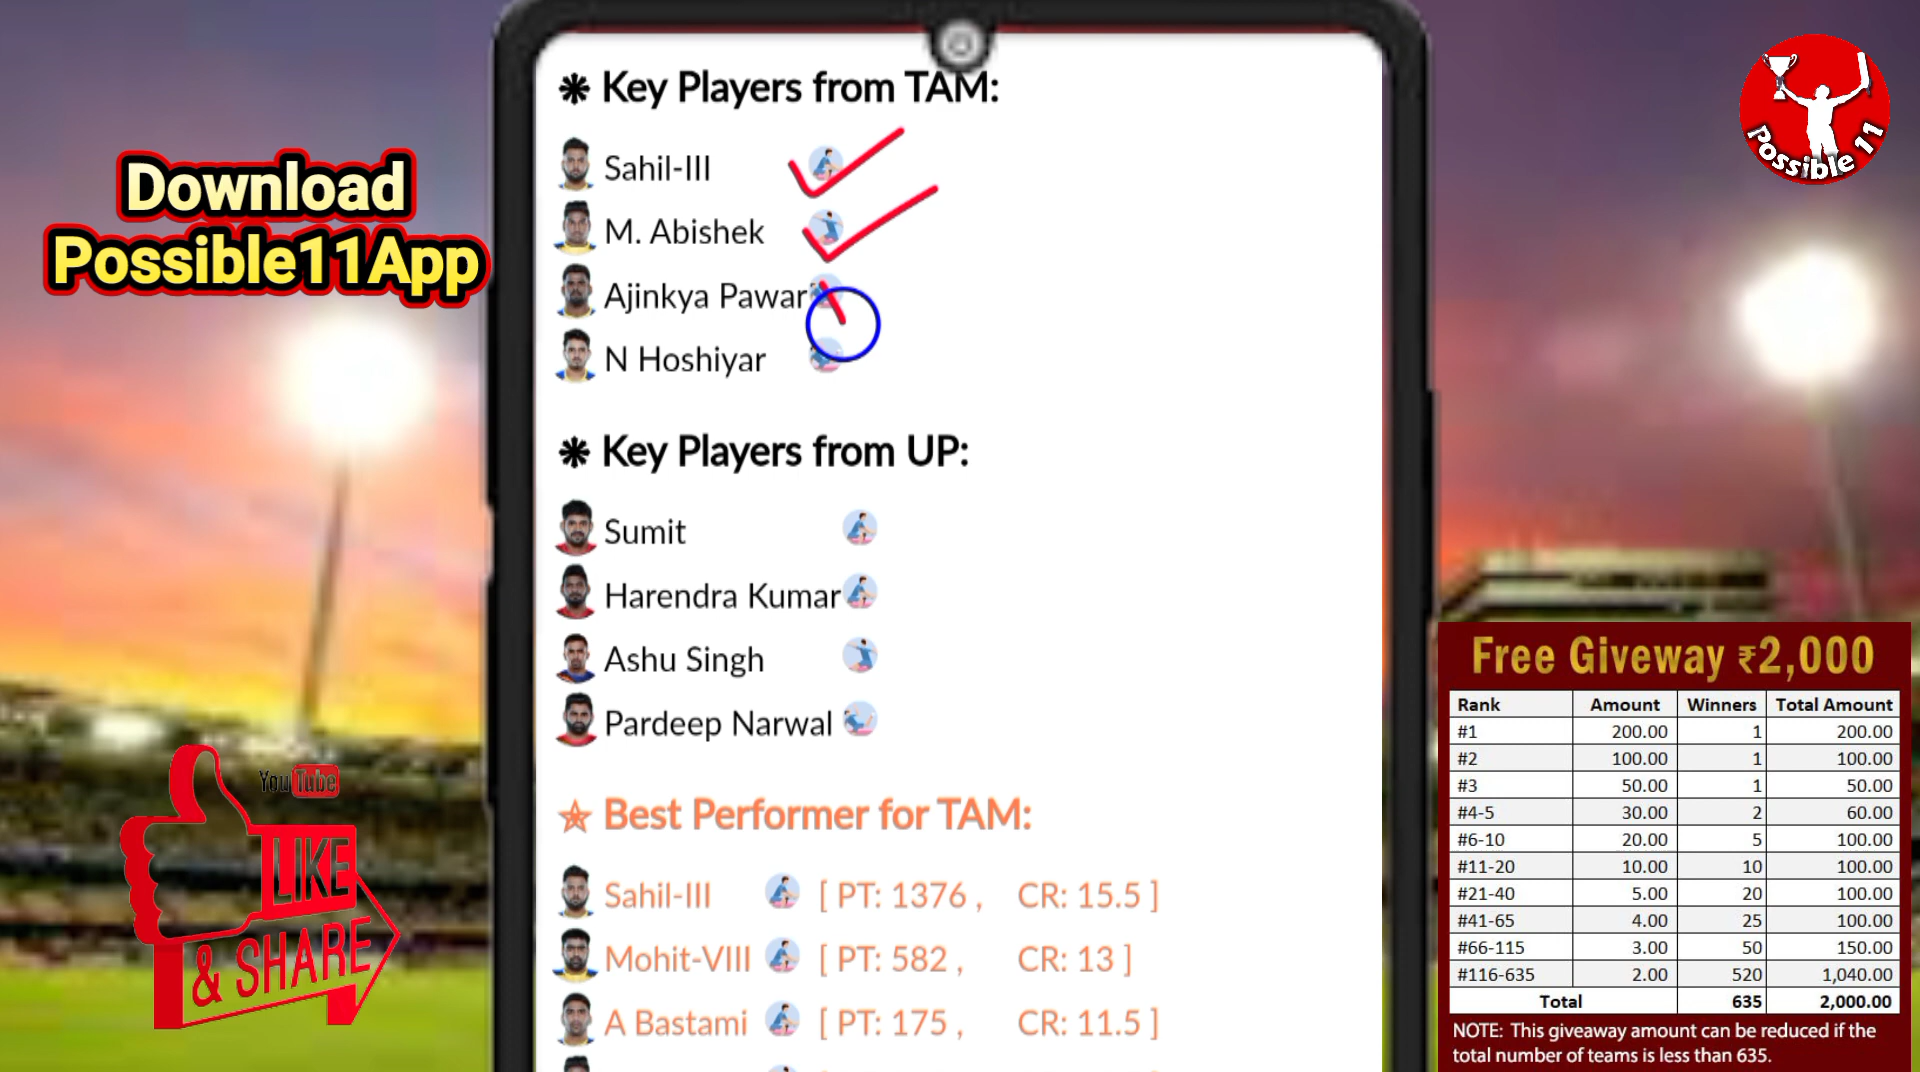 Download
Possible11App
Possible 11
✱ Key Players from TAM:
Sahil-III
M. Abishek
Ajinkya Pawar
N Hoshiyar
✱ Key Players from UP:
Sumit
Harendra Kumar
Ashu Singh
Pardeep Narwal
Best Performer for TAM:
Sahil-III [ PT: 1376 , CR: 15.5 ]
Mohit-VIII [ PT: 582 , CR: 13 ]
A Bastami [ PT: 175 , CR: 11.5 ]
YouTube
LIKE
& SHARE
Free Giveway ₹2,000
Rank Amount Winners Total Amount
#1 200.00 1 200.00
#2 100.00 1 100.00
#3 50.00 1 50.00
#4-5 30.00 2 60.00
#6-10 20.00 5 100.00
#11-20 10.00 10 100.00
#21-40 5.00 20 100.00
#41-65 4.00 25 100.00
#66-115 3.00 50 150.00
#116-635 2.00 520 1,040.00
Total 635 2,000.00
NOTE: This giveaway amount can be reduced if the
total number of teams is less than 635.